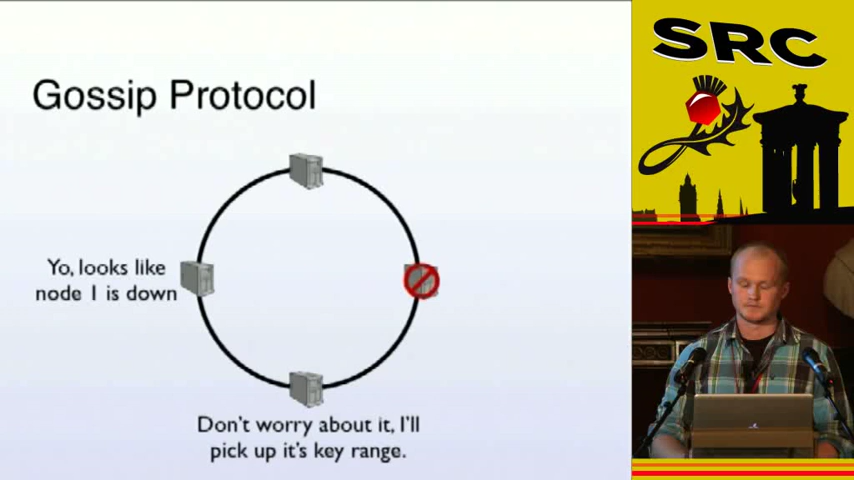 SRC
Gossip Protocol
Yo, looks like
node 1 is down
Don't worry about it, I'll
pick up it's key range.